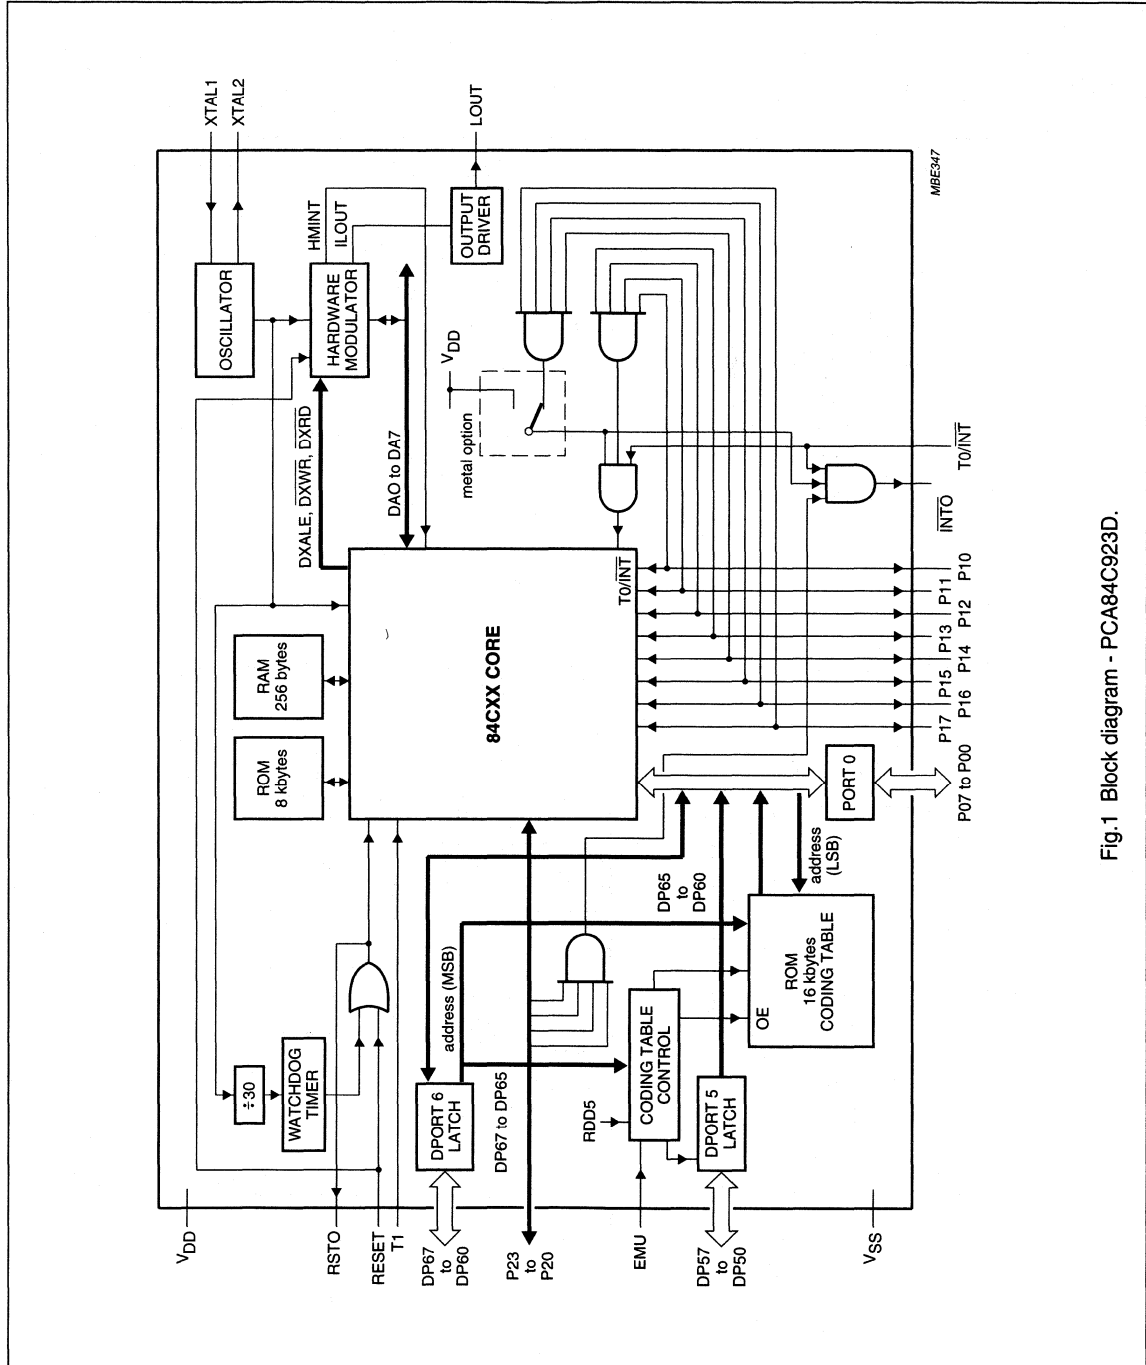 XTAL1
XTAL2
LOUT
OSCILLATOR
HARDWARE
MODULATOR
HMINT
ILOUT
OUTPUT
DRIVER
DXALE, DXWR, DXRD
DAO to DA7
metal option
VDD
RAM
256 bytes
ROM
8 kbytes
84CXX CORE
T0/INT
T0/INT
INTO
P10
P11
P12
P13
P14
P15
P16
P17
P07 to P00
PORT 0
÷30
WATCHDOG
TIMER
DPORT 6
LATCH
address (MSB)
DP67 to DP65
DP65
to
DP60
address
(LSB)
RDD5
CODING TABLE
CONTROL
OE
ROM
16 kbytes
CODING TABLE
DPORT 5
LATCH
VDD
RSTO
RESET
T1
DP67
to
DP60
P23
to
P20
EMU
DP57
to
DP50
VSS
MBE347
Fig.1 Block diagram - PCA84C923D.